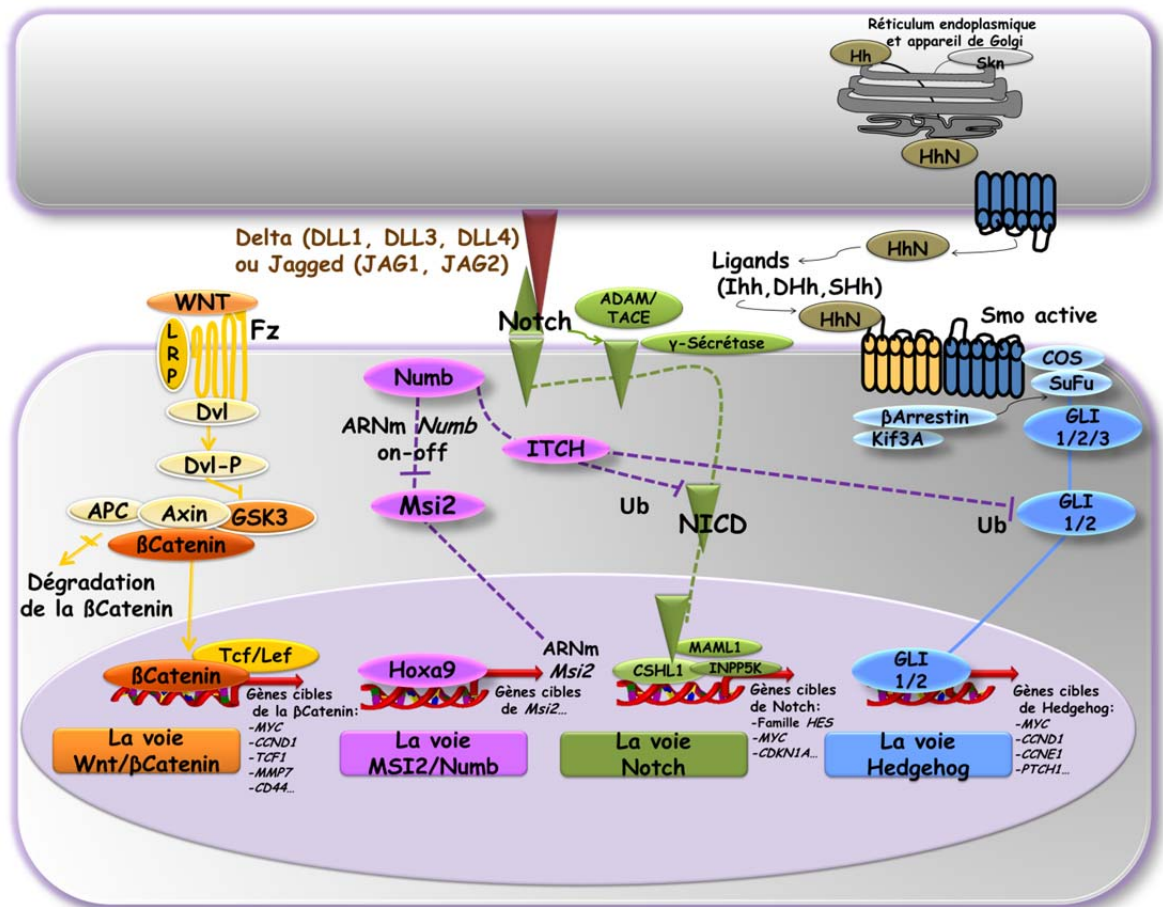 Réticulum endoplasmique
et appareil de Golgi
Hh
Skn
HhN
HhN
Delta (DLL1, DLL3, DLL4)
ou Jagged (JAG1, JAG2)
Ligands
(Ihh,DHh,SHh)
HhN
Smo active
WNT
LRP
Fz
Notch
ADAM/
TACE
γ-Sécrétase
COS
SuFu
βArrestin
Kif3A
GLI
1/2/3
Numb
Dvl
ARNm Numb
on-off
ITCH
Dvl-P
Msi2
Ub
NICD
Ub
GLI
1/2
APC
Axin
GSK3
βCatenin
Dégradation
de la βCatenin
Tcf/Lef
βCatenin
Gènes cibles
de la βCatenin:
-MYC
-CCND1
-TCF1
-MMP7
-CD44…
La voie
Wnt/βCatenin
Hoxa9
ARNm
Msi2
Gènes cibles
de Msi2…
La voie
MSI2/Numb
MAML1
CSHL1
INPP5K
Gènes cibles
de Notch:
-Famille HES
-MYC
-CDKN1A…
La voie
Notch
GLI
1/2
Gènes cibles
de Hedgehog:
-MYC
-CCND1
-CCNE1
-PTCH1…
La voie
Hedgehog